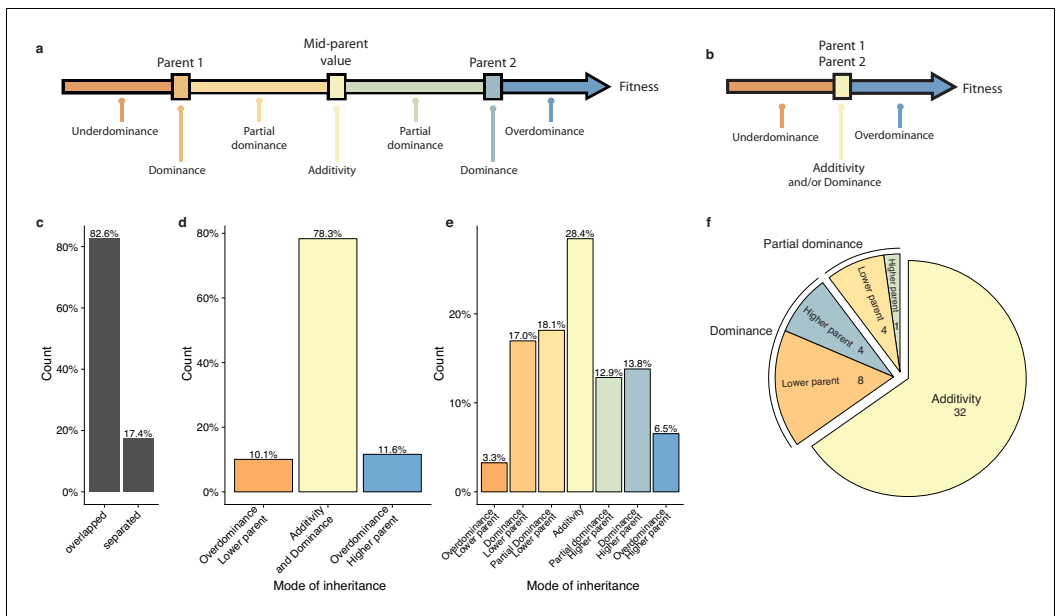 a
Mid-parent
value
Parent 1
Parent 2
Fitness
Underdominance
Partial
dominance
Partial
dominance
Overdominance
Dominance
Additivity
Dominance
b
Parent 1
Parent 2
Fitness
Underdominance
Overdominance
Additivity
and/or Dominance
c
Count
80%
60%
40%
20%
0%
82.6%
17.4%
overlapped
separated
d
Count
80%
60%
40%
20%
0%
10.1%
78.3%
11.6%
Overdominance
Lower parent
Additivity
and Dominance
Overdominance
Higher parent
Mode of inheritance
e
Count
20%
10%
0%
3.3%
17.0%
18.1%
28.4%
12.9%
13.8%
6.5%
Overdominance
Lower parent
Dominance
Lower parent
Partial Dominance
Lower parent
Additivity
Partial dominance
Higher parent
Dominance
Higher parent
Overdominance
Higher parent
Mode of inheritance
f
Partial dominance
Dominance
Higher parent
1
Lower parent
4
Higher parent
4
Lower parent
8
Additivity
32